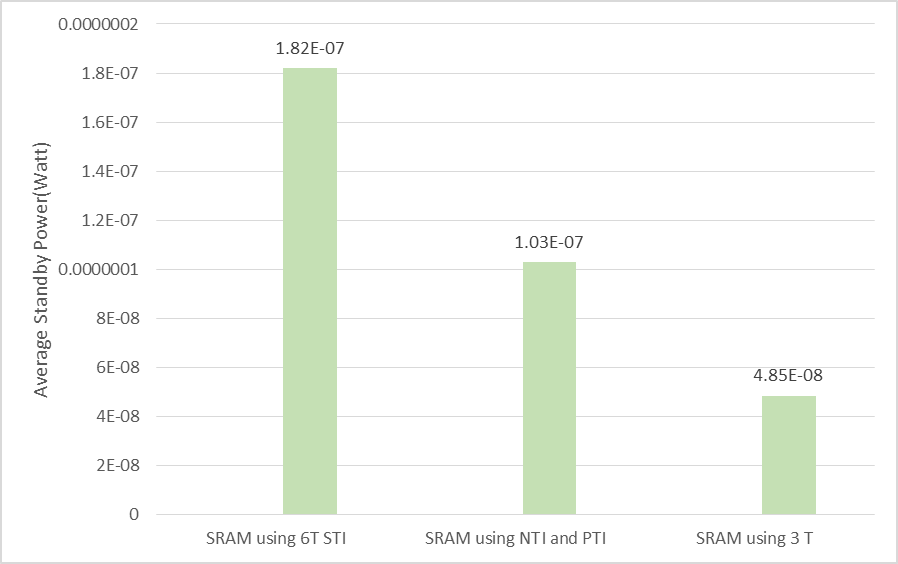 0.0000002
1.82E-07
1.8E-07
1.6E-07
1.4E-07
1.2E-07
1.03E-07
0.0000001
8E-08
6E-08
4.85E-08
4E-08
2E-08
0
Average Standby Power(Watt)
SRAM using 6T STI
SRAM using NTI and PTI
SRAM using 3 T